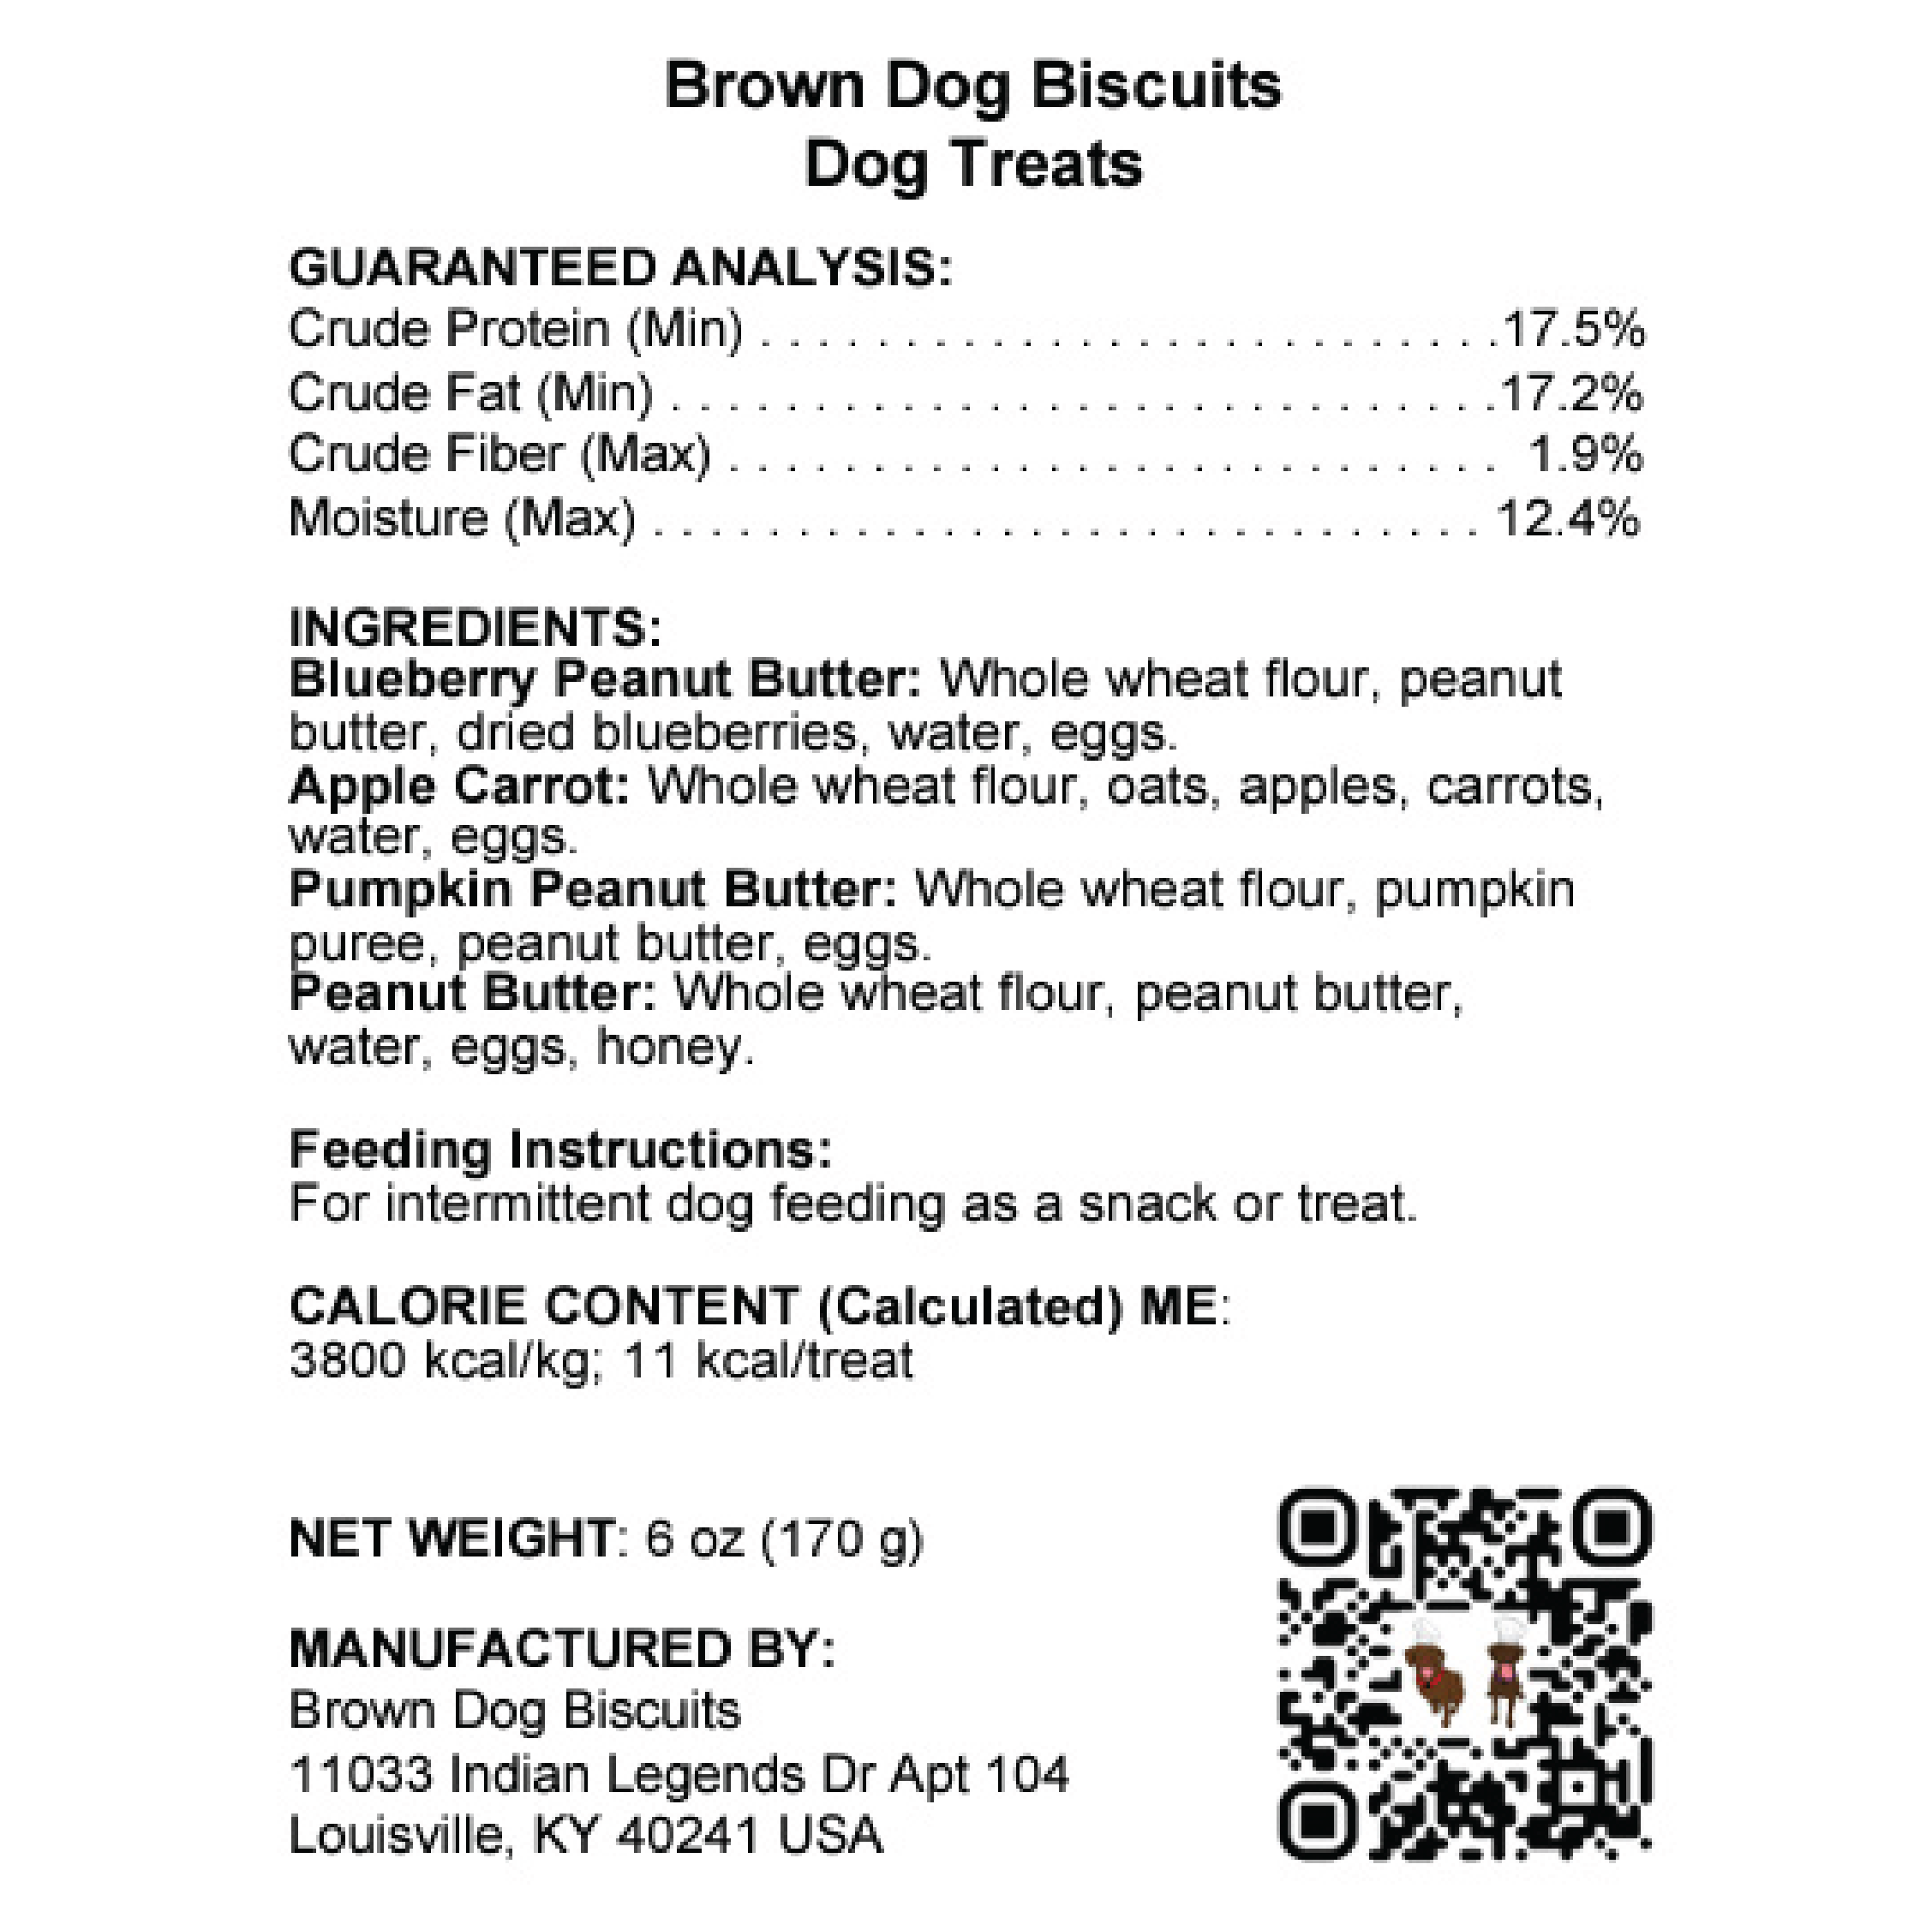 Brown Dog Biscuits
Dog Treats
GUARANTEED ANALYSIS:
Crude Protein (Min) . . . . . . . . . . . . . . . . . . . . . . . . . .17.5%
Crude Fat (Min) . . . . . . . . . . . . . . . . . . . . . . . . . . . . .17.2%
Crude Fiber (Max) . . . . . . . . . . . . . . . . . . . . . . . . . . . 1.9%
Moisture (Max) . . . . . . . . . . . . . . . . . . . . . . . . . . . . . 12.4%
INGREDIENTS:
Blueberry Peanut Butter: Whole wheat flour, peanut
butter, dried blueberries, water, eggs.
Apple Carrot: Whole wheat flour, oats, apples, carrots,
water, eggs.
Pumpkin Peanut Butter: Whole wheat flour, pumpkin
puree, peanut butter, eggs.
Peanut Butter: Whole wheat flour, peanut butter,
water, eggs, honey.
Feeding Instructions:
For intermittent dog feeding as a snack or treat.
CALORIE CONTENT (Calculated) ME:
3800 kcal/kg; 11 kcal/treat
NET WEIGHT: 6 oz (170 g)
MANUFACTURED BY:
Brown Dog Biscuits
11033 Indian Legends Dr Apt 104
Louisville, KY 40241 USA